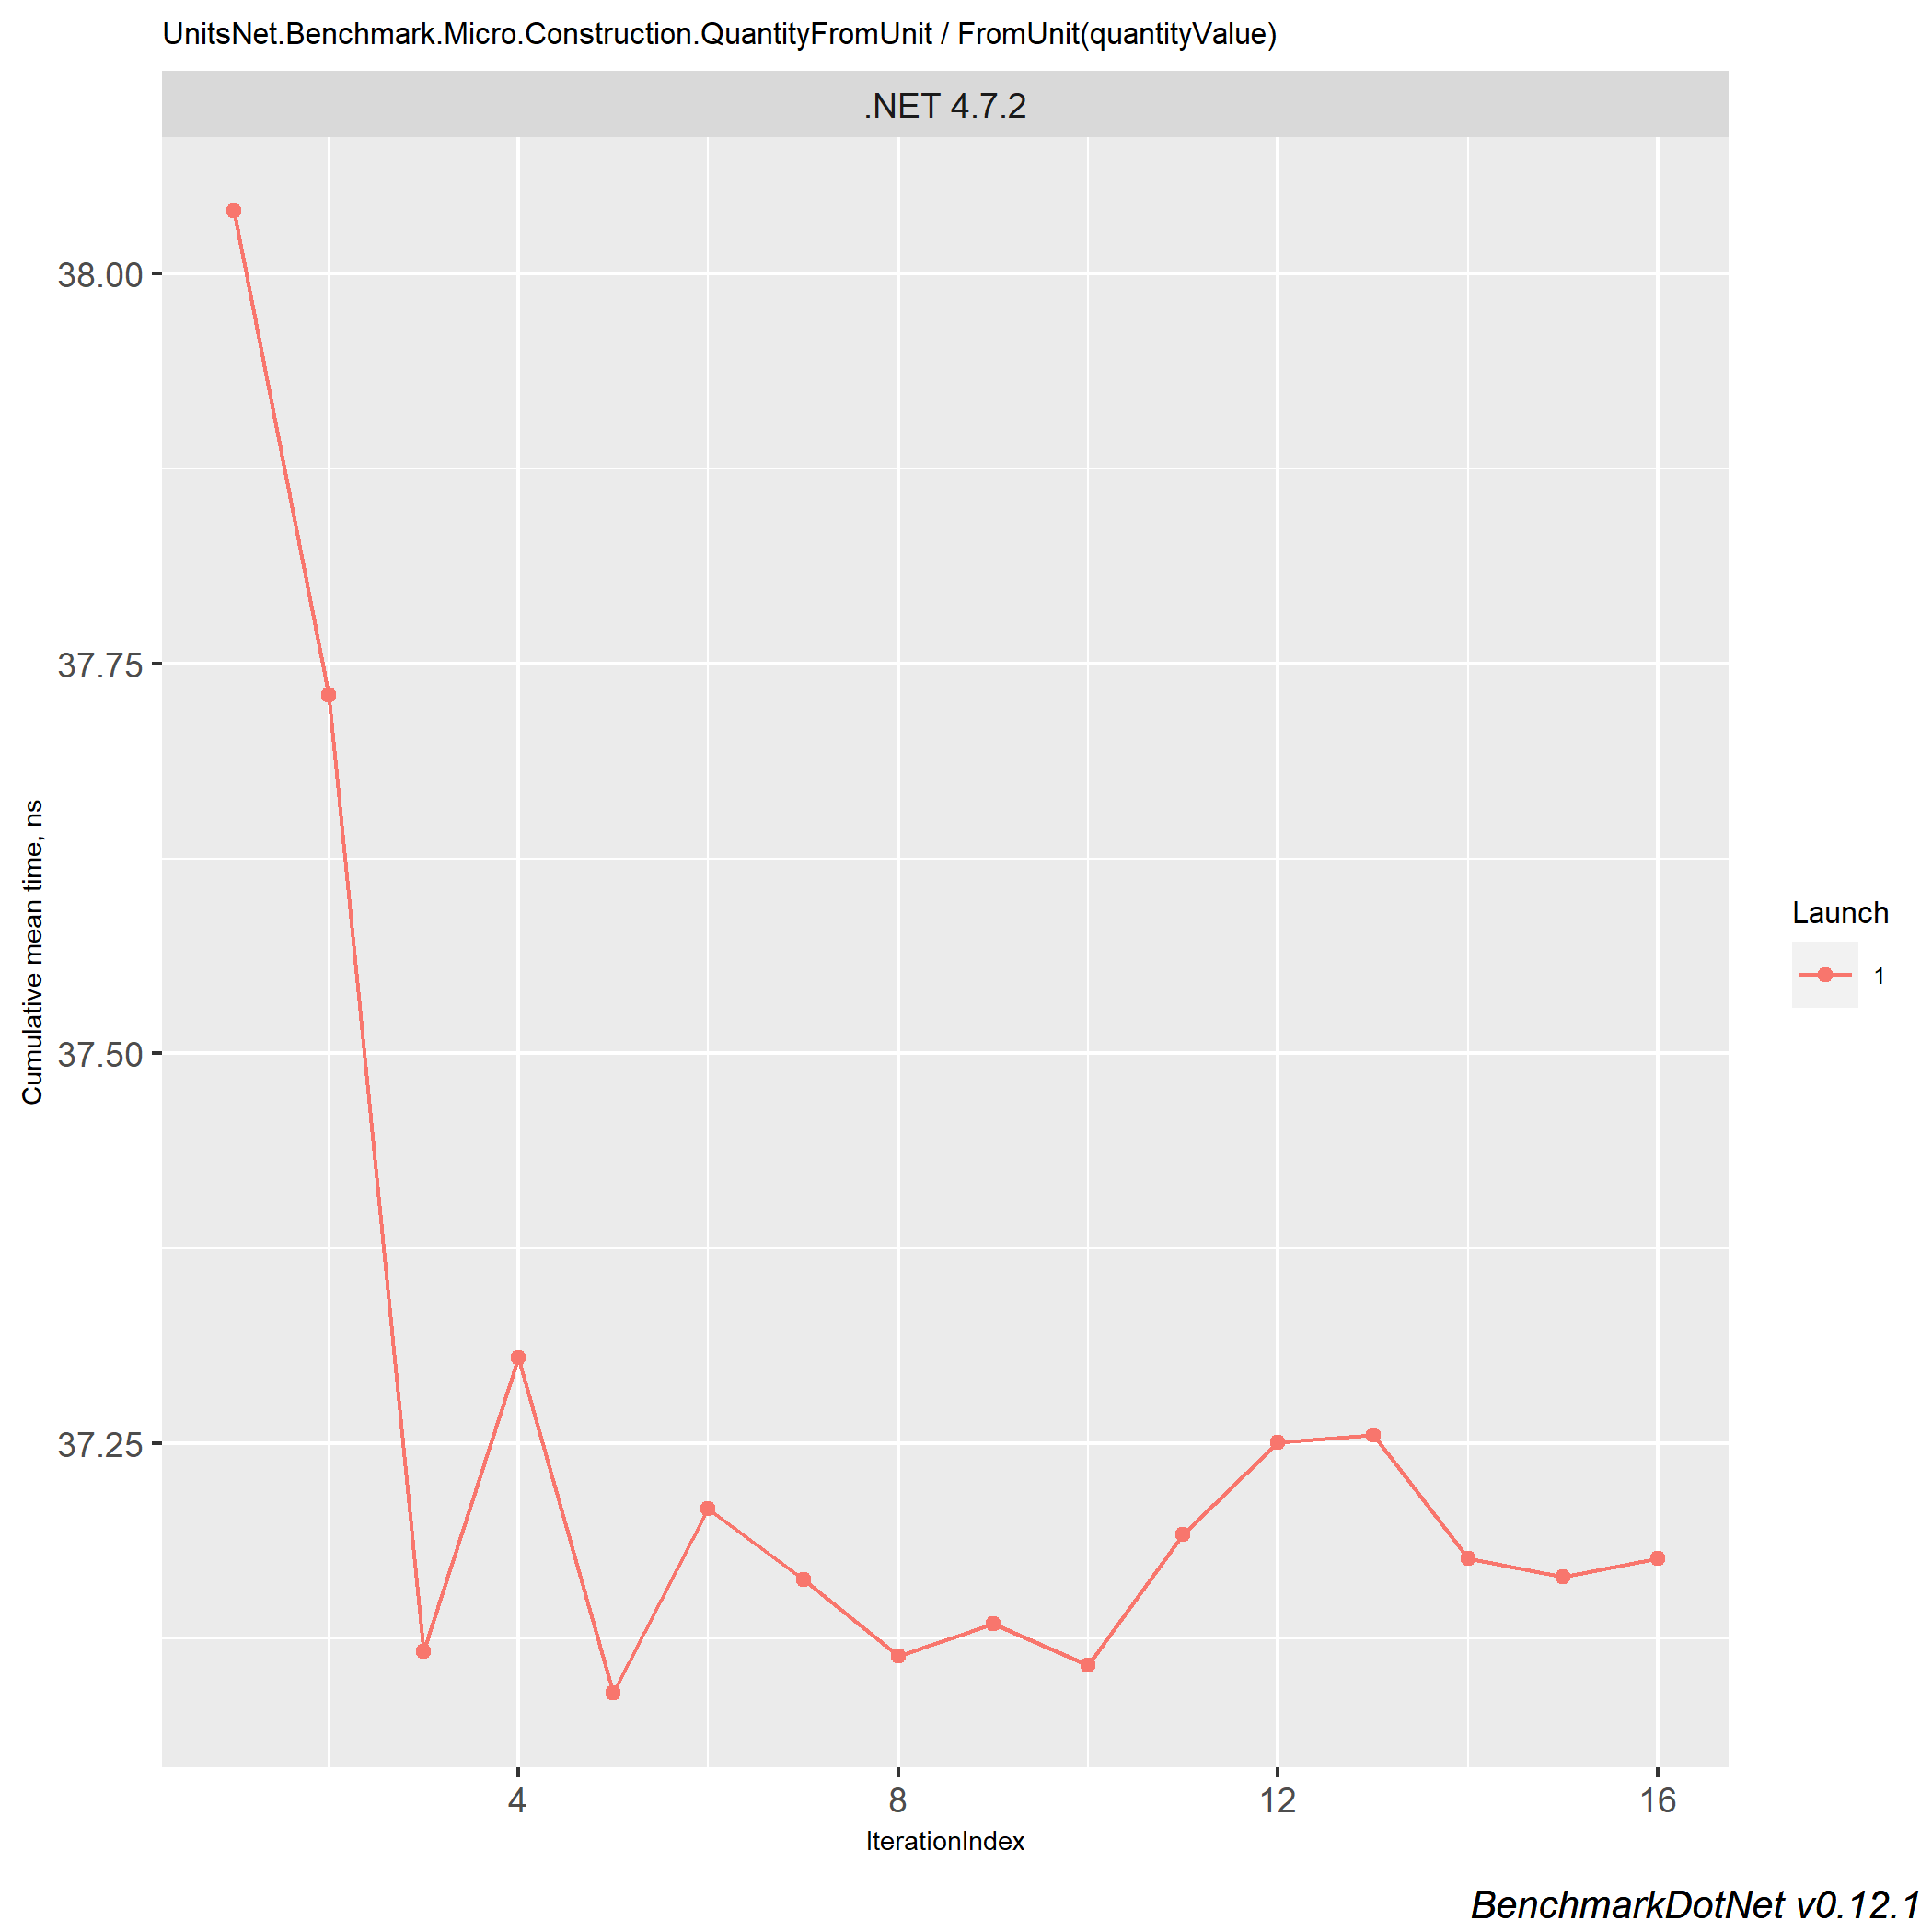 UnitsNet.Benchmark.Micro.Construction.QuantityFromUnit / FromUnit(quantityValue)
.NET 4.7.2
38.00
37.75
37.50
37.25
Cumulative mean time, ns
4
8
12
16
IterationIndex
Launch
1
BenchmarkDotNet v0.12.1